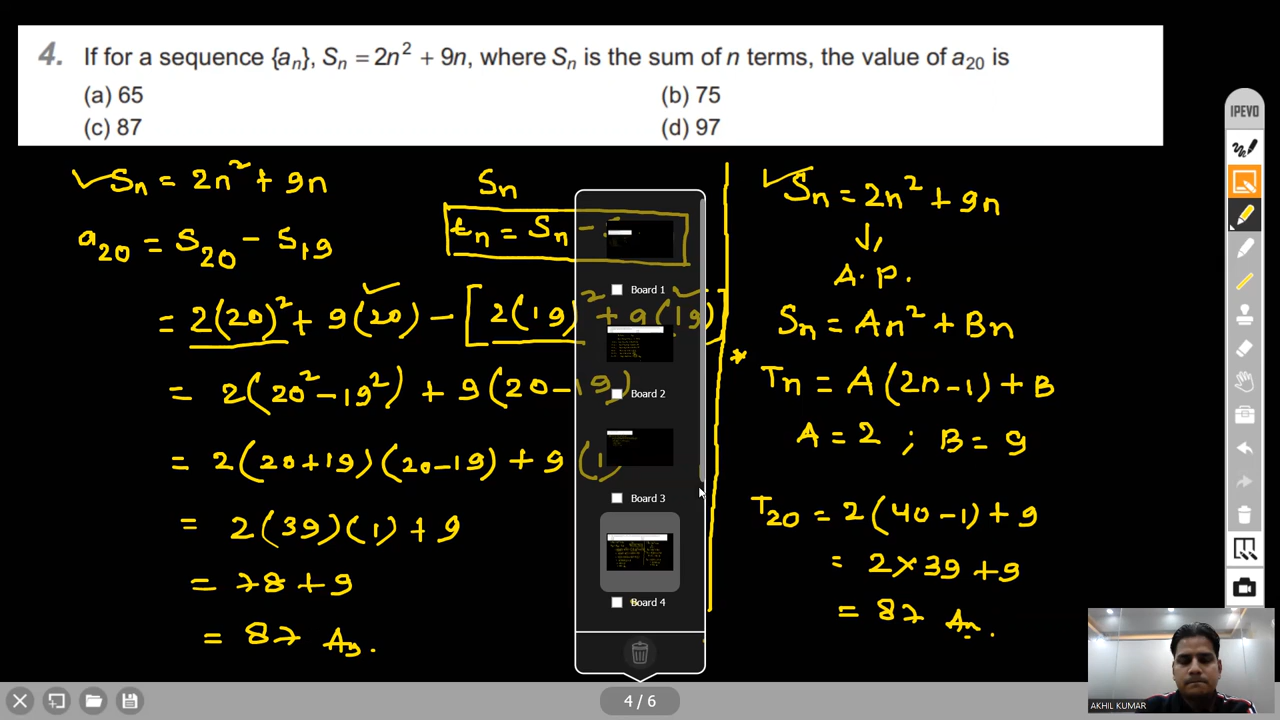 4. If for a sequence {aₙ}, Sₙ = 2n² + 9n, where Sₙ is the sum of n terms, the value of a₂₀ is
(a) 65 (b) 75
(c) 87 (d) 97
Sₙ = 2n² + 9n
a₂₀ = S₂₀ - S₁₉
= 2(20)² + 9(20) - [2(19)² + 9(19)]
= 2(20² - 19²) + 9(20 - 19)
= 2(20+19)(20-19) + 9(1)
= 2(39)(1) + 9
= 78 + 9
= 87 Ans.
Sₙ
tₙ = Sₙ -
Board 1
Board 2
Board 3
Board 4
Sₙ = 2n² + 9n
A.P.
Sₙ = An² + Bn
* Tₙ = A(2n-1) + B
A = 2 ; B = 9
T₂₀ = 2(40-1) + 9
= 2×39 + 9
= 87 Ans.
IPEVO
4 / 6
AKHIL KUMAR